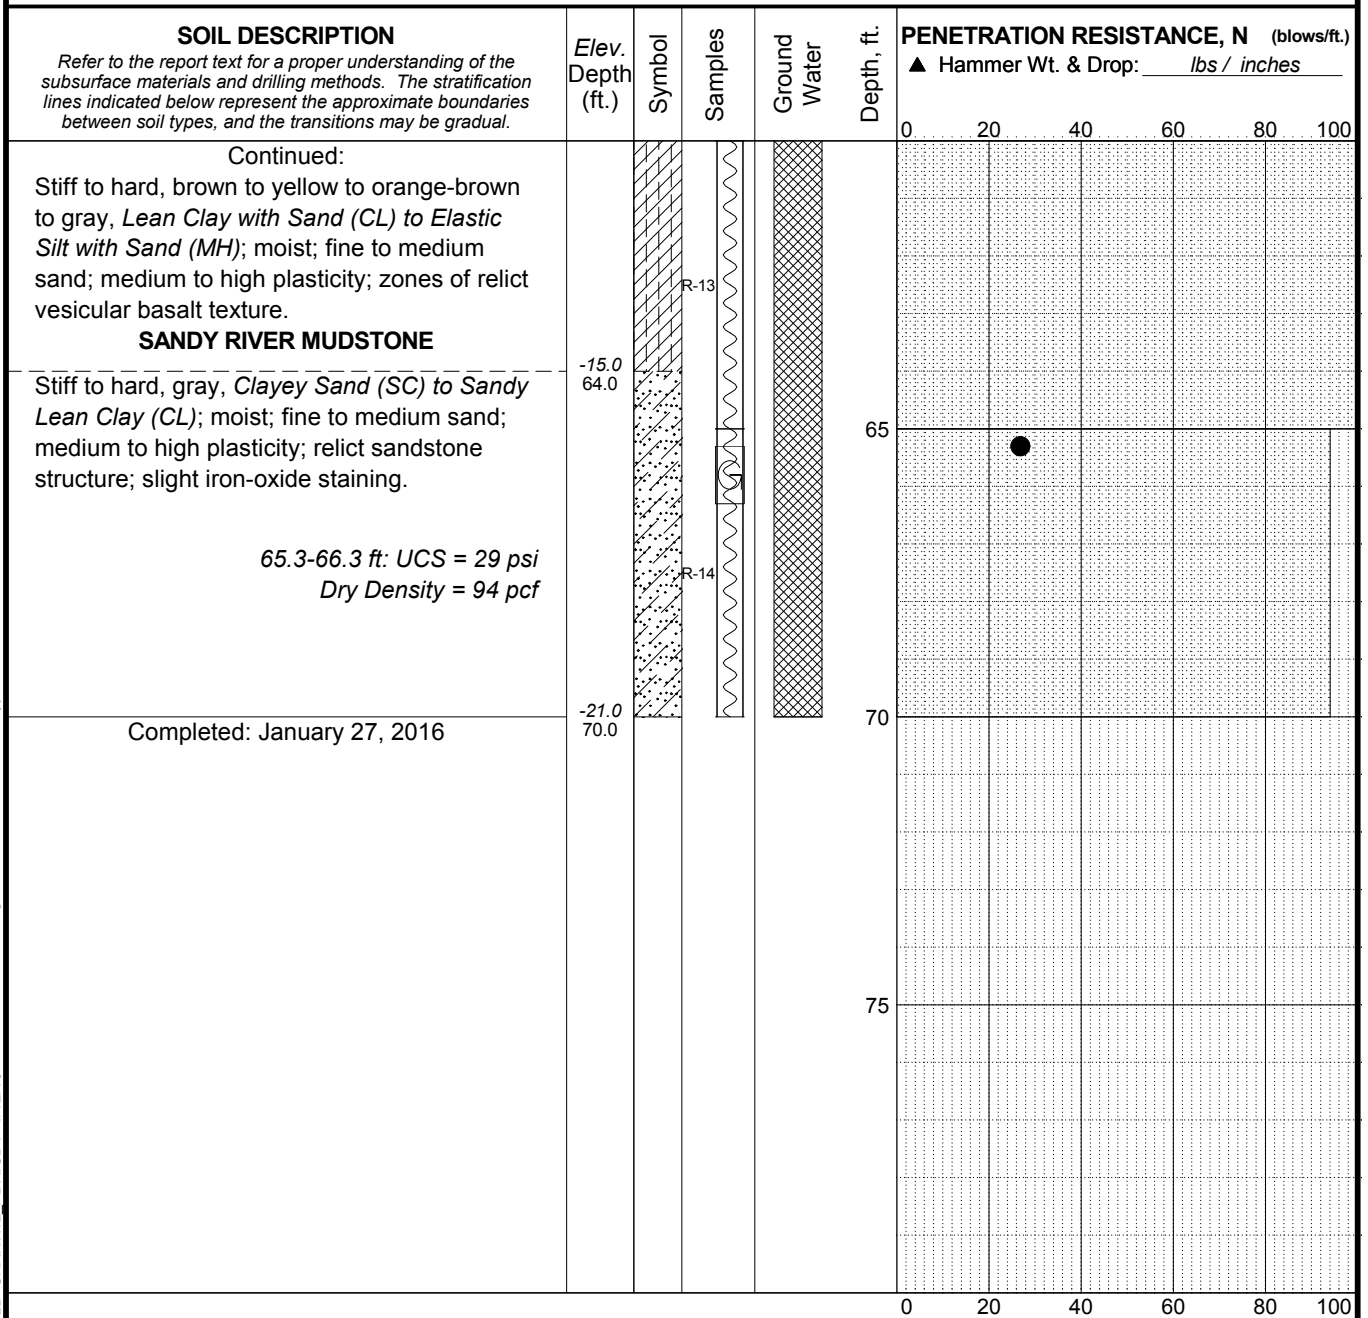 SOIL DESCRIPTION
Refer to the report text for a proper understanding of the
subsurface materials and drilling methods. The stratification
lines indicated below represent the approximate boundaries
between soil types, and the transitions may be gradual.
Elev.
Depth
(ft.)
Symbol
Samples
Ground
Water
Depth, ft.
PENETRATION RESISTANCE, N (blows/ft.)
▲ Hammer Wt. & Drop: lbs / inches
0 20 40 60 80 100
Continued:
Stiff to hard, brown to yellow to orange-brown
to gray, Lean Clay with Sand (CL) to Elastic
Silt with Sand (MH); moist; fine to medium
sand; medium to high plasticity; zones of relict
vesicular basalt texture.
SANDY RIVER MUDSTONE
R-13
-15.0
64.0
Stiff to hard, gray, Clayey Sand (SC) to Sandy
Lean Clay (CL); moist; fine to medium sand;
medium to high plasticity; relict sandstone
structure; slight iron-oxide staining.
65
G
65.3-66.3 ft: UCS = 29 psi
Dry Density = 94 pcf
R-14
-21.0
70.0
70
Completed: January 27, 2016
75
0 20 40 60 80 100